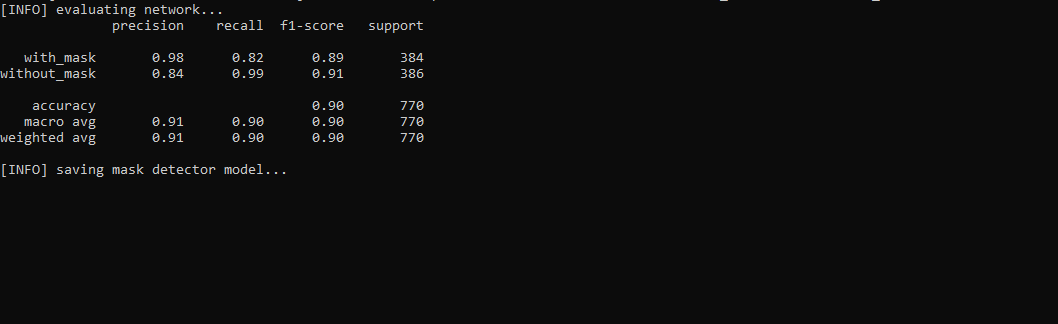 [INFO] evaluating network...
              precision    recall  f1-score   support

   with_mask       0.98      0.82      0.89       384
without_mask       0.84      0.99      0.91       386

    accuracy                           0.90       770
   macro avg       0.91      0.90      0.90       770
weighted avg       0.91      0.90      0.90       770

[INFO] saving mask detector model...